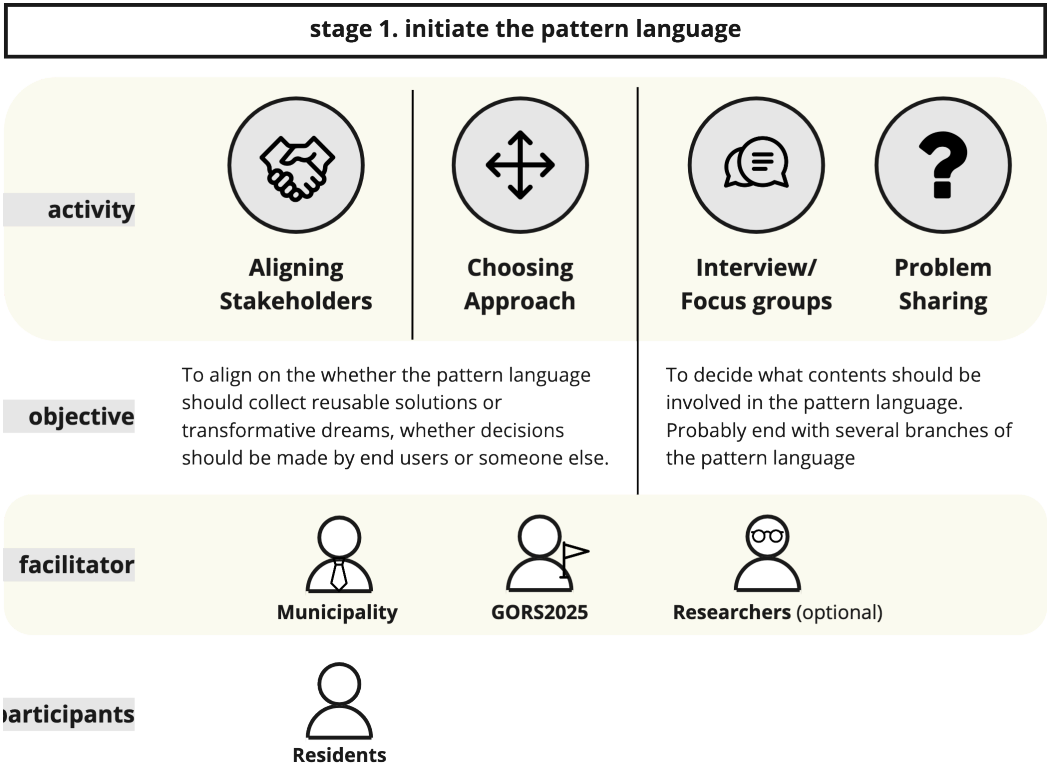 stage 1. initiate the pattern language
activity
Aligning
Stakeholders
Choosing
Approach
Interview/
Focus groups
Problem
Sharing
objective
To align on the whether the pattern language
should collect reusable solutions or
transformative dreams, whether decisions
should be made by end users or someone else.
To decide what contents should be
involved in the pattern language.
Probably end with several branches of
the pattern language
facilitator
Municipality
GORS2025
Researchers (optional)
participants
Residents